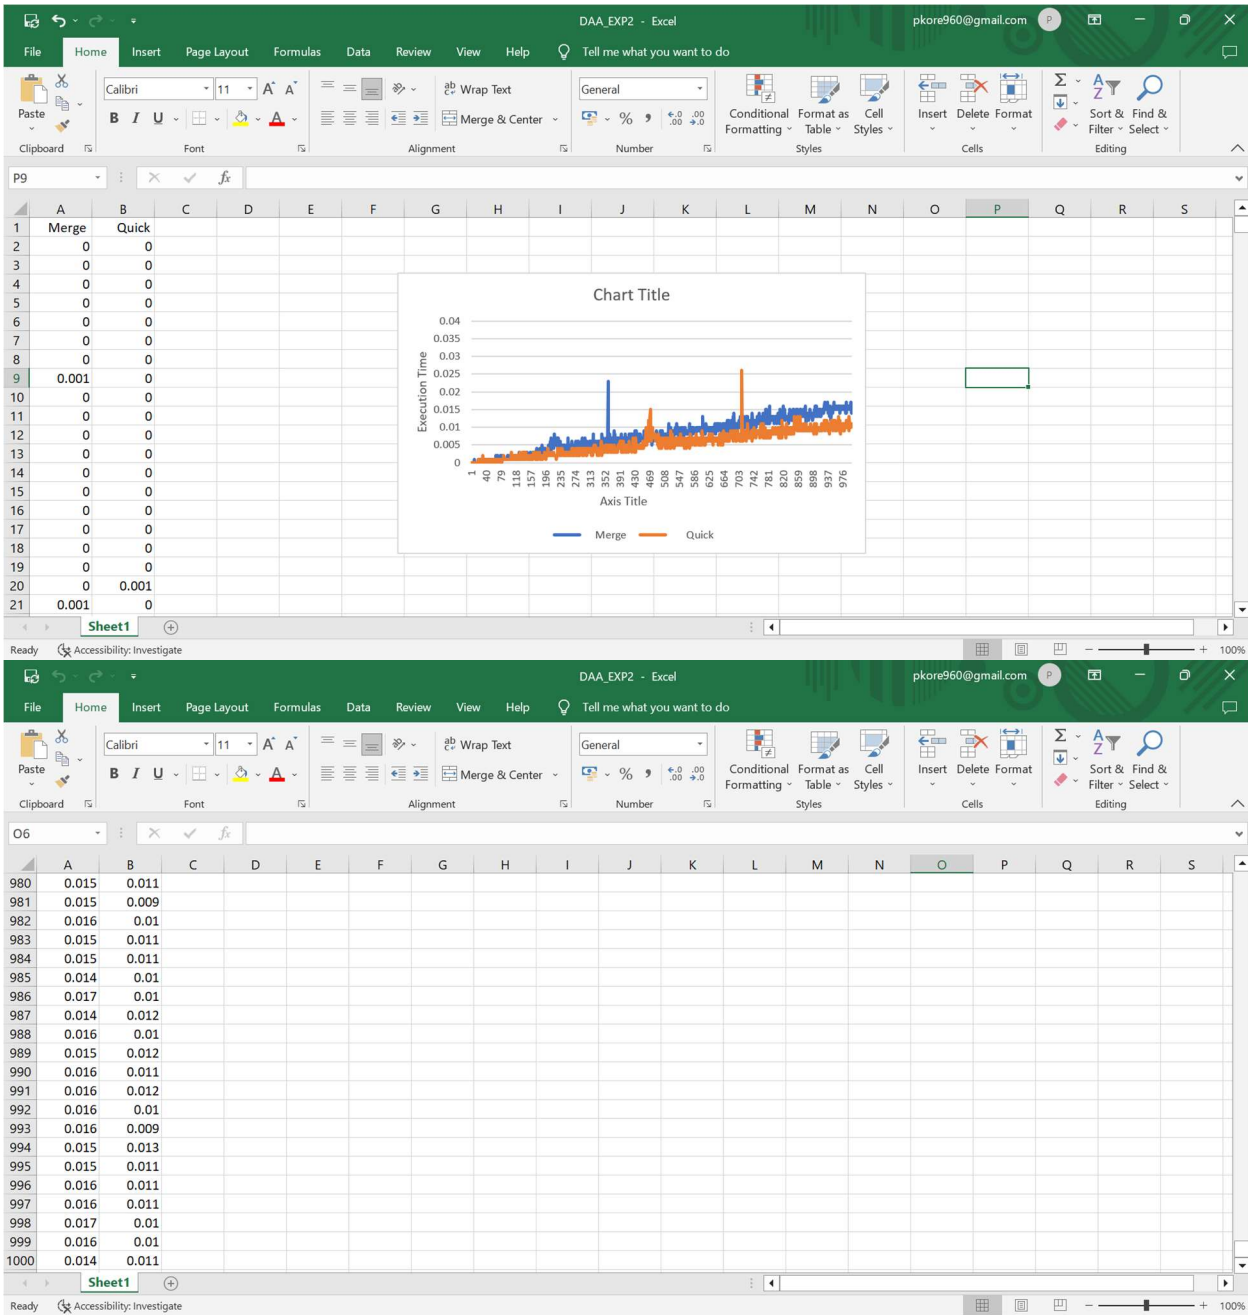 DAA_EXP2 - Excel
pkore960@gmail.com
P
File Home Insert Page Layout Formulas Data Review View Help Tell me what you want to do
Paste
Calibri 11 A A
B I U A
ab Wrap Text
Merge & Center
General
% 9 .00 .0
Conditional Formatting
Format as Table
Cell Styles
Insert Delete Format
Sort & Filter
Find & Select
Clipboard Font Alignment Number Styles Cells Editing
P9 fx
A B C D E F G H I J K L M N O P Q R S
1 Merge Quick
2 0 0
3 0 0
4 0 0
5 0 0
6 0 0
7 0 0
8 0 0
9 0.001 0
10 0 0
11 0 0
12 0 0
13 0 0
14 0 0
15 0 0
16 0 0
17 0 0
18 0 0
19 0 0
20 0 0.001
21 0.001 0
Chart Title
Execution Time
0.04
0.035
0.03
0.025
0.02
0.015
0.01
0.005
0
1 40 79 118 157 196 235 274 313 352 391 430 469 508 547 586 625 664 703 742 781 820 859 898 937 976
Axis Title
Merge Quick
Sheet1
Ready Accessibility: Investigate 100%
DAA_EXP2 - Excel
pkore960@gmail.com
P
File Home Insert Page Layout Formulas Data Review View Help Tell me what you want to do
Paste
Calibri 11 A A
B I U A
ab Wrap Text
Merge & Center
General
% 9 .00 .0
Conditional Formatting
Format as Table
Cell Styles
Insert Delete Format
Sort & Filter
Find & Select
Clipboard Font Alignment Number Styles Cells Editing
O6 fx
A B C D E F G H I J K L M N O P Q R S
980 0.015 0.011
981 0.015 0.009
982 0.016 0.01
983 0.015 0.011
984 0.015 0.011
985 0.014 0.01
986 0.017 0.01
987 0.014 0.012
988 0.016 0.01
989 0.015 0.012
990 0.016 0.011
991 0.016 0.012
992 0.016 0.01
993 0.016 0.009
994 0.015 0.013
995 0.015 0.011
996 0.016 0.011
997 0.016 0.011
998 0.017 0.01
999 0.016 0.01
1000 0.014 0.011
Sheet1
Ready Accessibility: Investigate 100%